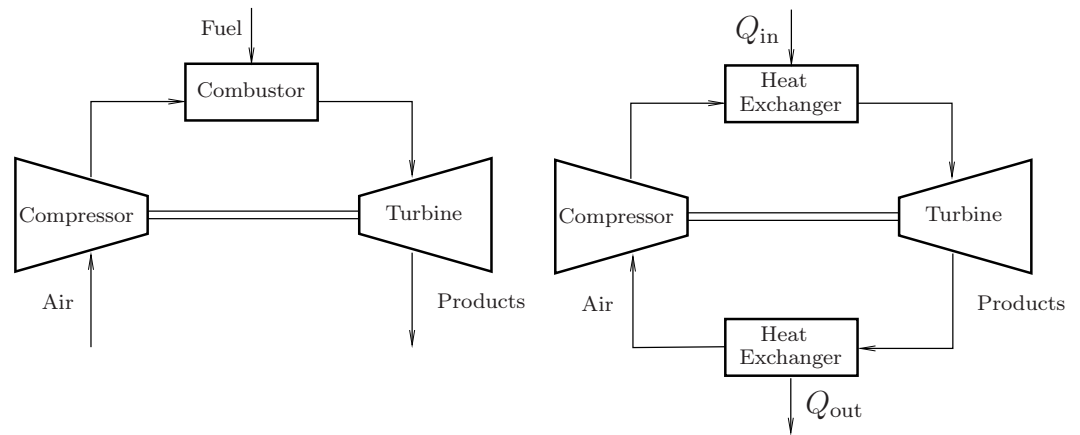 Fuel
Combustor
Compressor
Turbine
Air
Products
Q_in
Heat
Exchanger
Compressor
Turbine
Air
Products
Heat
Exchanger
Q_out